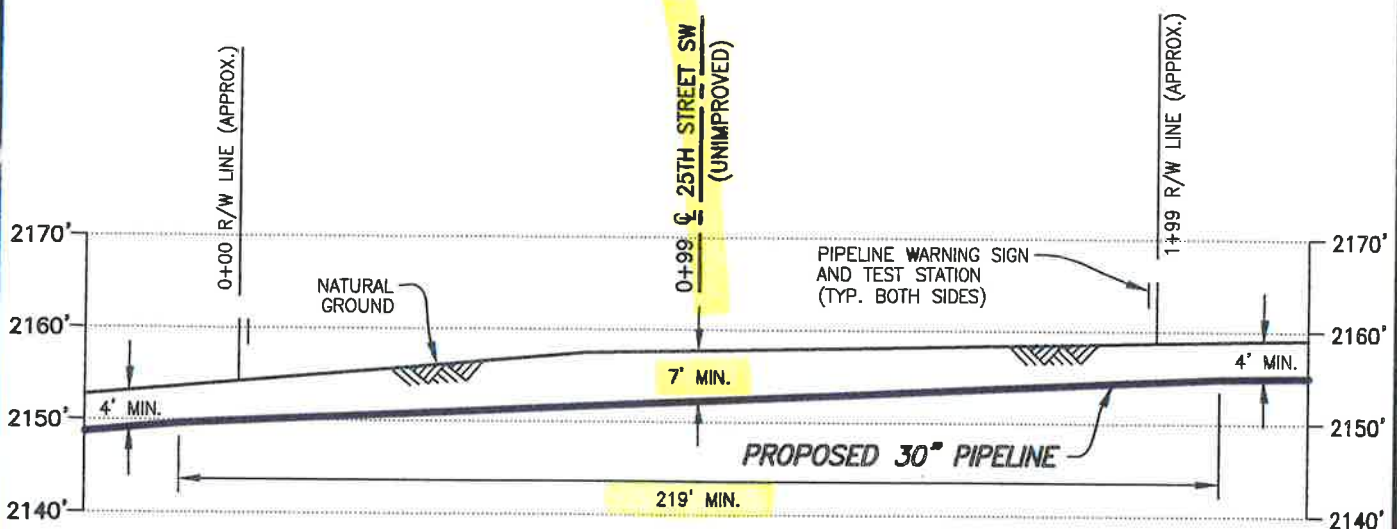 0+00 R/W LINE (APPROX.)
0+99 ℄ 25TH STREET SW
(UNIMPROVED)
1+99 R/W LINE (APPROX.)
2170'
2170'
NATURAL
GROUND
PIPELINE WARNING SIGN
AND TEST STATION
(TYP. BOTH SIDES)
2160'
2160'
4' MIN.
7' MIN.
4' MIN.
2150'
2150'
PROPOSED 30" PIPELINE
219' MIN.
2140'
2140'